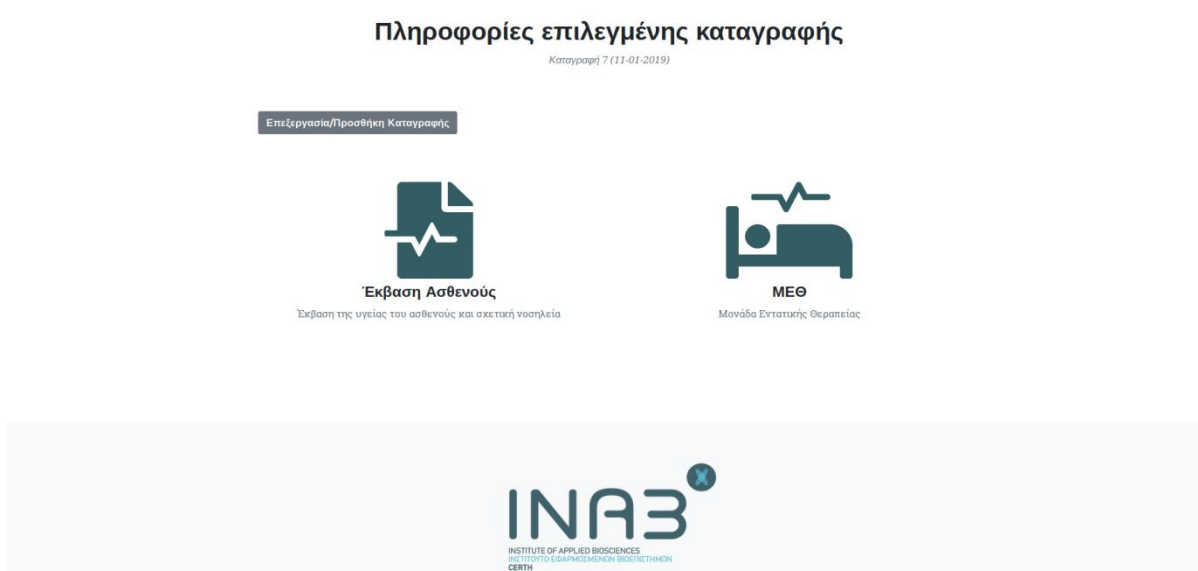 Πληροφορίες επιλεγμένης καταγραφής
Καταγραφή 7 (11-01-2019)
Επεξεργασία/Προσθήκη Καταγραφής
Έκβαση Ασθενούς
Έκβαση της υγείας του ασθενούς και σχετική νοσηλεία
ΜΕΘ
Μονάδα Εντατικής Θεραπείας
INAB
INSTITUTE OF APPLIED BIOSCIENCES
ΙΝΣΤΙΤΟΥΤΟ ΕΦΑΡΜΟΣΜΕΝΩΝ ΒΙΟΕΠΙΣΤΗΜΩΝ
CERTH